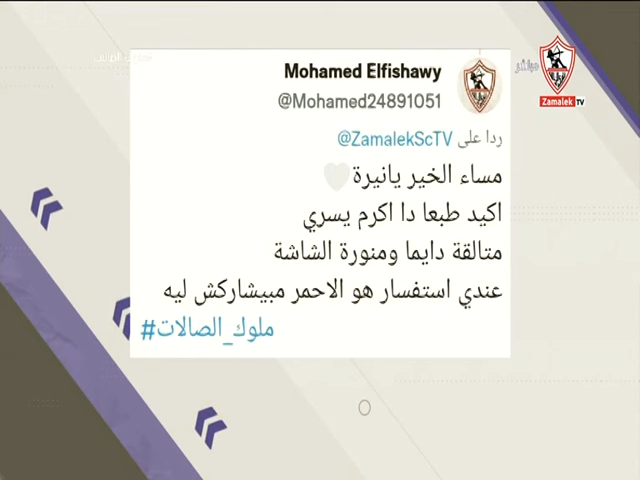 مباشر
Zamalek TV
Mohamed Elfishawy
@Mohamed24891051
ردا على @ZamalekScTV
مساء الخير يانيرة🤍
اكيد طبعا دا اكرم يسري
متالقة دايما ومنورة الشاشة
عندي استفسار هو الاحمر مبيشاركش ليه
#ملوك_الصالات